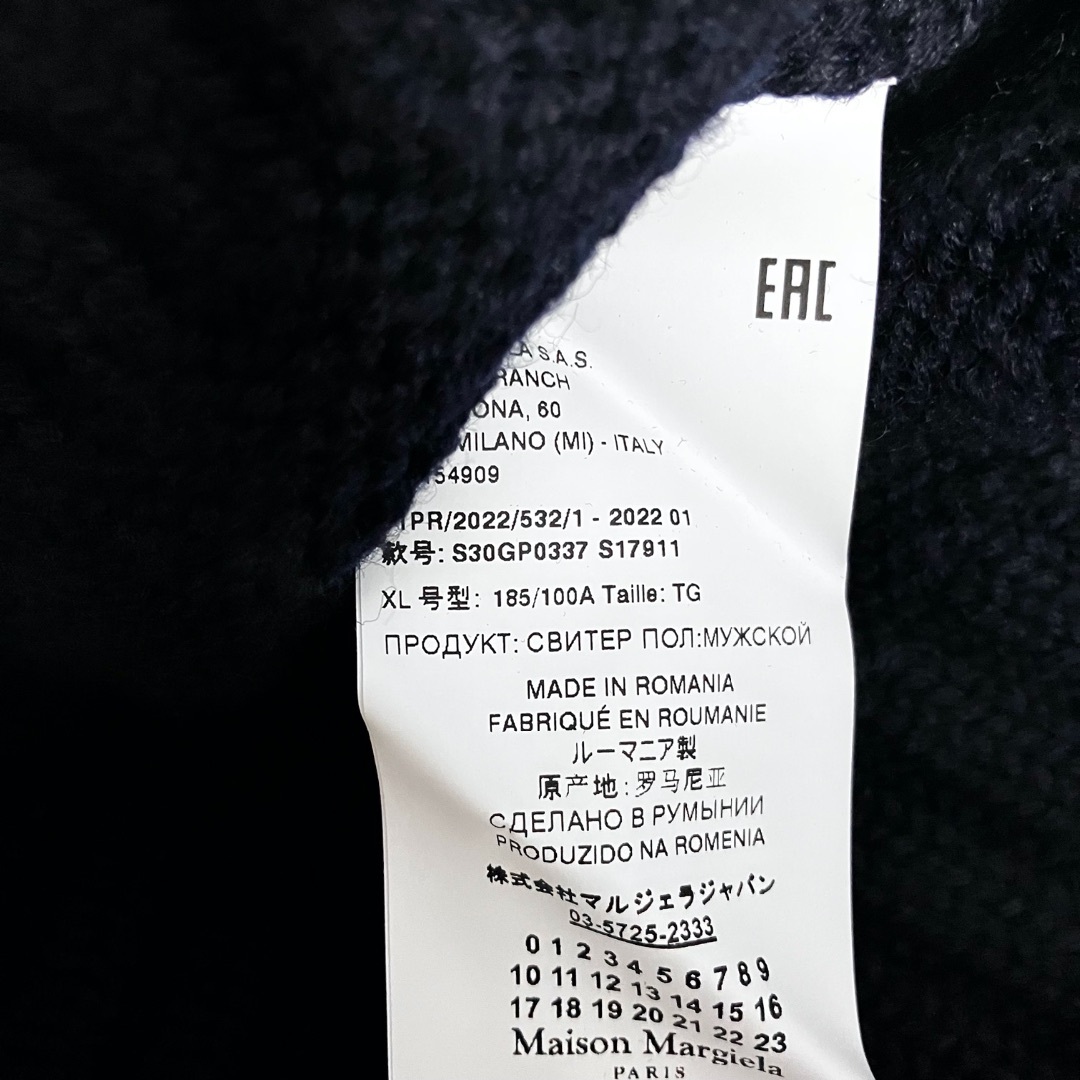 EAC
S.A.S.
60
MILANO (MI) - ITALY
54909
PR/2022/532/1 - 2022 01
款号: S30GP0337 S17911
XL 号型: 185/100A Taille: TG
ПРОДУКТ: СВИТЕР ПОЛ:МУЖСКОЙ
MADE IN ROMANIA
FABRIQUÉ EN ROUMANIE
ルーマニア製
原产地:罗马尼亚
СДЕЛАНО В РУМЫНИИ
PRODUZIDO NA ROMENIA
株式会社マルジェラジャパン
03-5725-2333
0 1 2 3 4 5 6 7 8 9
10 11 12 13 14 15 16
17 18 19 20 21 22 23
Maison Margiela
PARIS